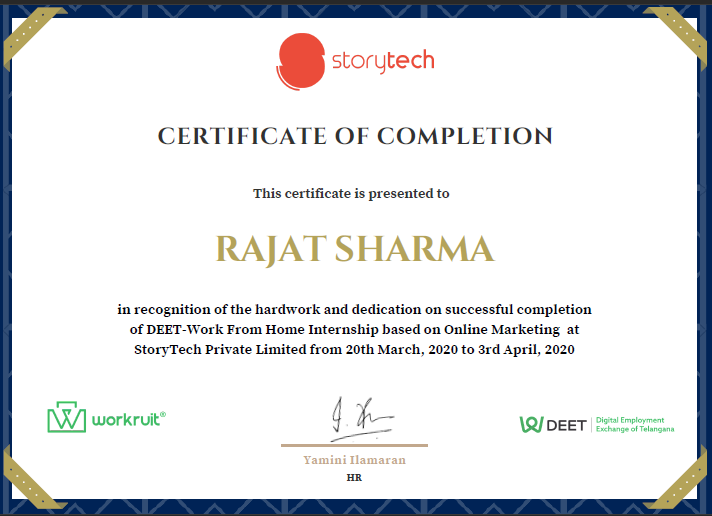 storytech
CERTIFICATE OF COMPLETION
This certificate is presented to
RAJAT SHARMA
in recognition of the hardwork and dedication on successful completion
of DEET-Work From Home Internship based on Online Marketing at
StoryTech Private Limited from 20th March, 2020 to 3rd April, 2020
workruit®
DEET
Digital Employment
Exchange of Telangana
Yamini Ilamaran
HR